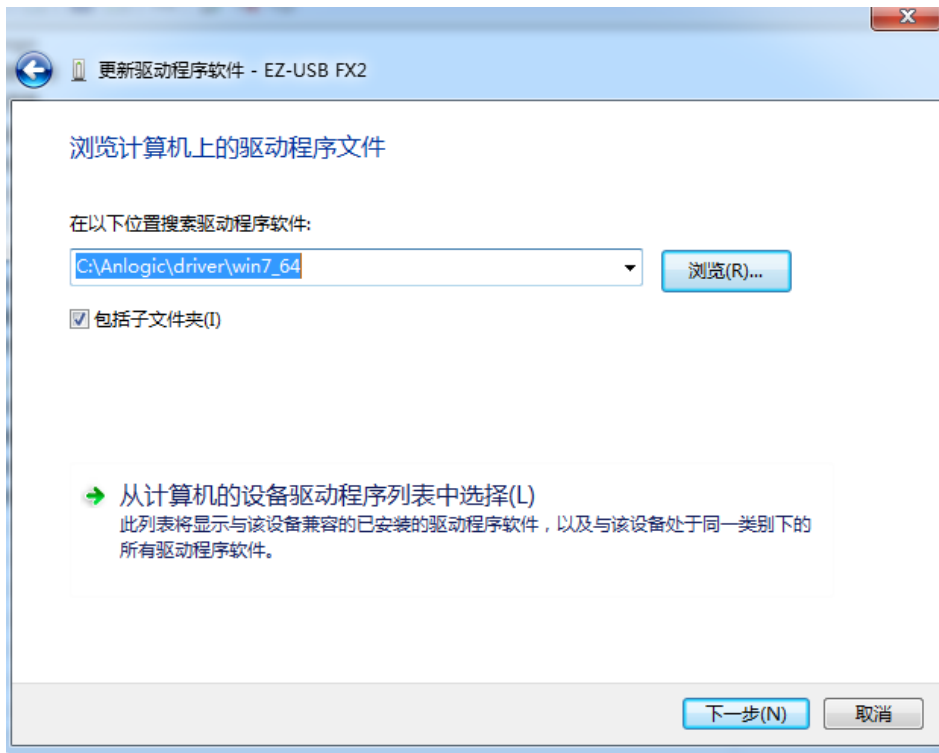 更新驱动程序软件 - EZ-USB FX2
浏览计算机上的驱动程序文件
在以下位置搜索驱动程序软件:
C:\Anlogic\driver\win7_64
浏览(R)...
包括子文件夹(I)
从计算机的设备驱动程序列表中选择(L)
此列表将显示与该设备兼容的已安装的驱动程序软件，以及与该设备处于同一类别下的
所有驱动程序软件。
下一步(N)
取消